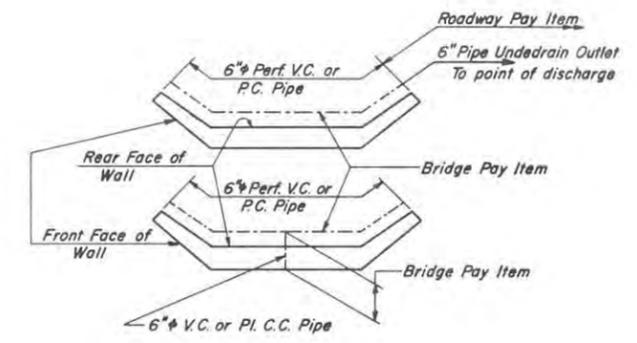 Roadway Pay Item
6" Pipe Undedrain Outlet
To point of discharge
6"ϕ Perf. V.C. or
P.C. Pipe
Rear Face of
Wall
Bridge Pay Item
6"ϕ Perf. V.C. or
P.C. Pipe
Front Face of
Wall
Bridge Pay Item
6"ϕ V.C. or Pl. C.C. Pipe